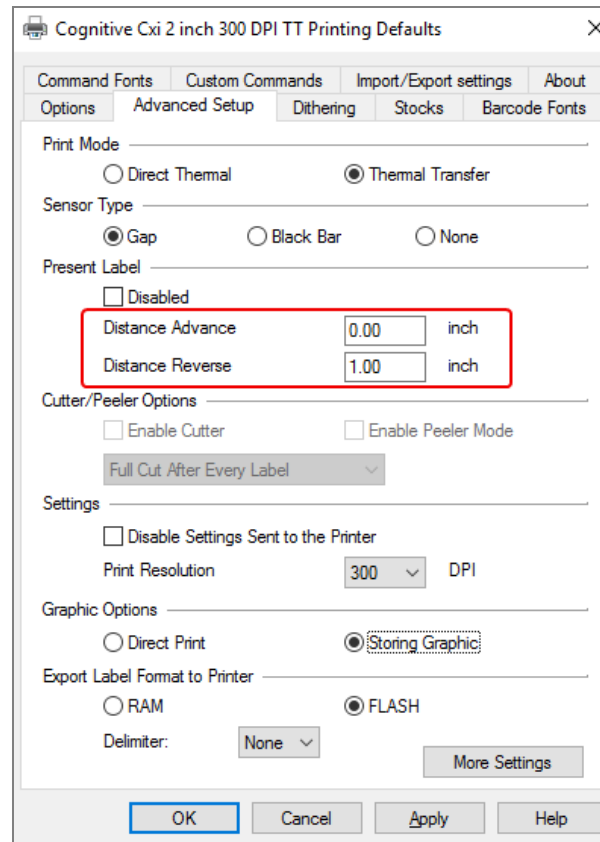 Cognitive Cxi 2 inch 300 DPI TT Printing Defaults
Command Fonts Custom Commands Import/Export settings About
Options Advanced Setup Dithering Stocks Barcode Fonts
Print Mode
Direct Thermal Thermal Transfer
Sensor Type
Gap Black Bar None
Present Label
Disabled
Distance Advance 0.00 inch
Distance Reverse 1.00 inch
Cutter/Peeler Options
Enable Cutter Enable Peeler Mode
Full Cut After Every Label
Settings
Disable Settings Sent to the Printer
Print Resolution 300 DPI
Graphic Options
Direct Print Storing Graphic
Export Label Format to Printer
RAM FLASH
Delimiter: None
More Settings
OK Cancel Apply Help